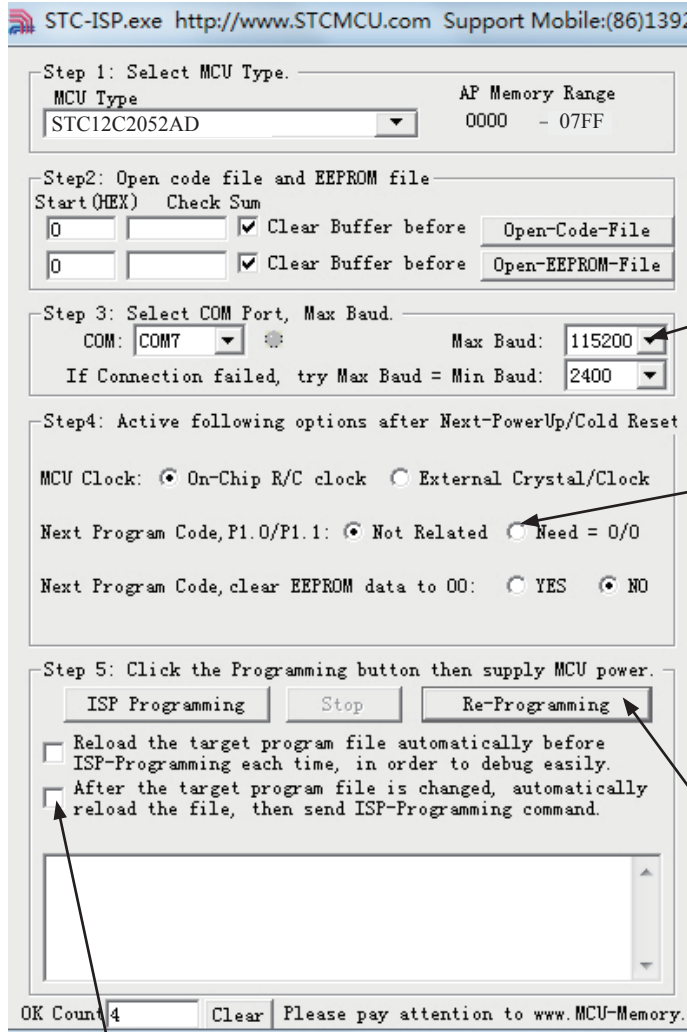 STC-ISP.exe http://www.STCMCU.com Support Mobile:(86)1392
Step 1: Select MCU Type.
MCU Type AP Memory Range
STC12C2052AD 0000 - 07FF
Step2: Open code file and EEPROM file
Start(HEX) Check Sum
0 Clear Buffer before Open-Code-File
0 Clear Buffer before Open-EEPROM-File
Step 3: Select COM Port, Max Baud.
COM: COM7 Max Baud: 115200
If Connection failed, try Max Baud = Min Baud: 2400
Step4: Active following options after Next-PowerUp/Cold Reset
MCU Clock: On-Chip R/C clock External Crystal/Clock
Next Program Code,P1.0/P1.1: Not Related Need = 0/0
Next Program Code,clear EEPROM data to 00: YES NO
Step 5: Click the Programming button then supply MCU power.
ISP Programming Stop Re-Programming
Reload the target program file automatically before
ISP-Programming each time, in order to debug easily.
After the target program file is changed, automatically
reload the file, then send ISP-Programming command.
OK Count 4 Clear Please pay attention to www.MCU-Memory.